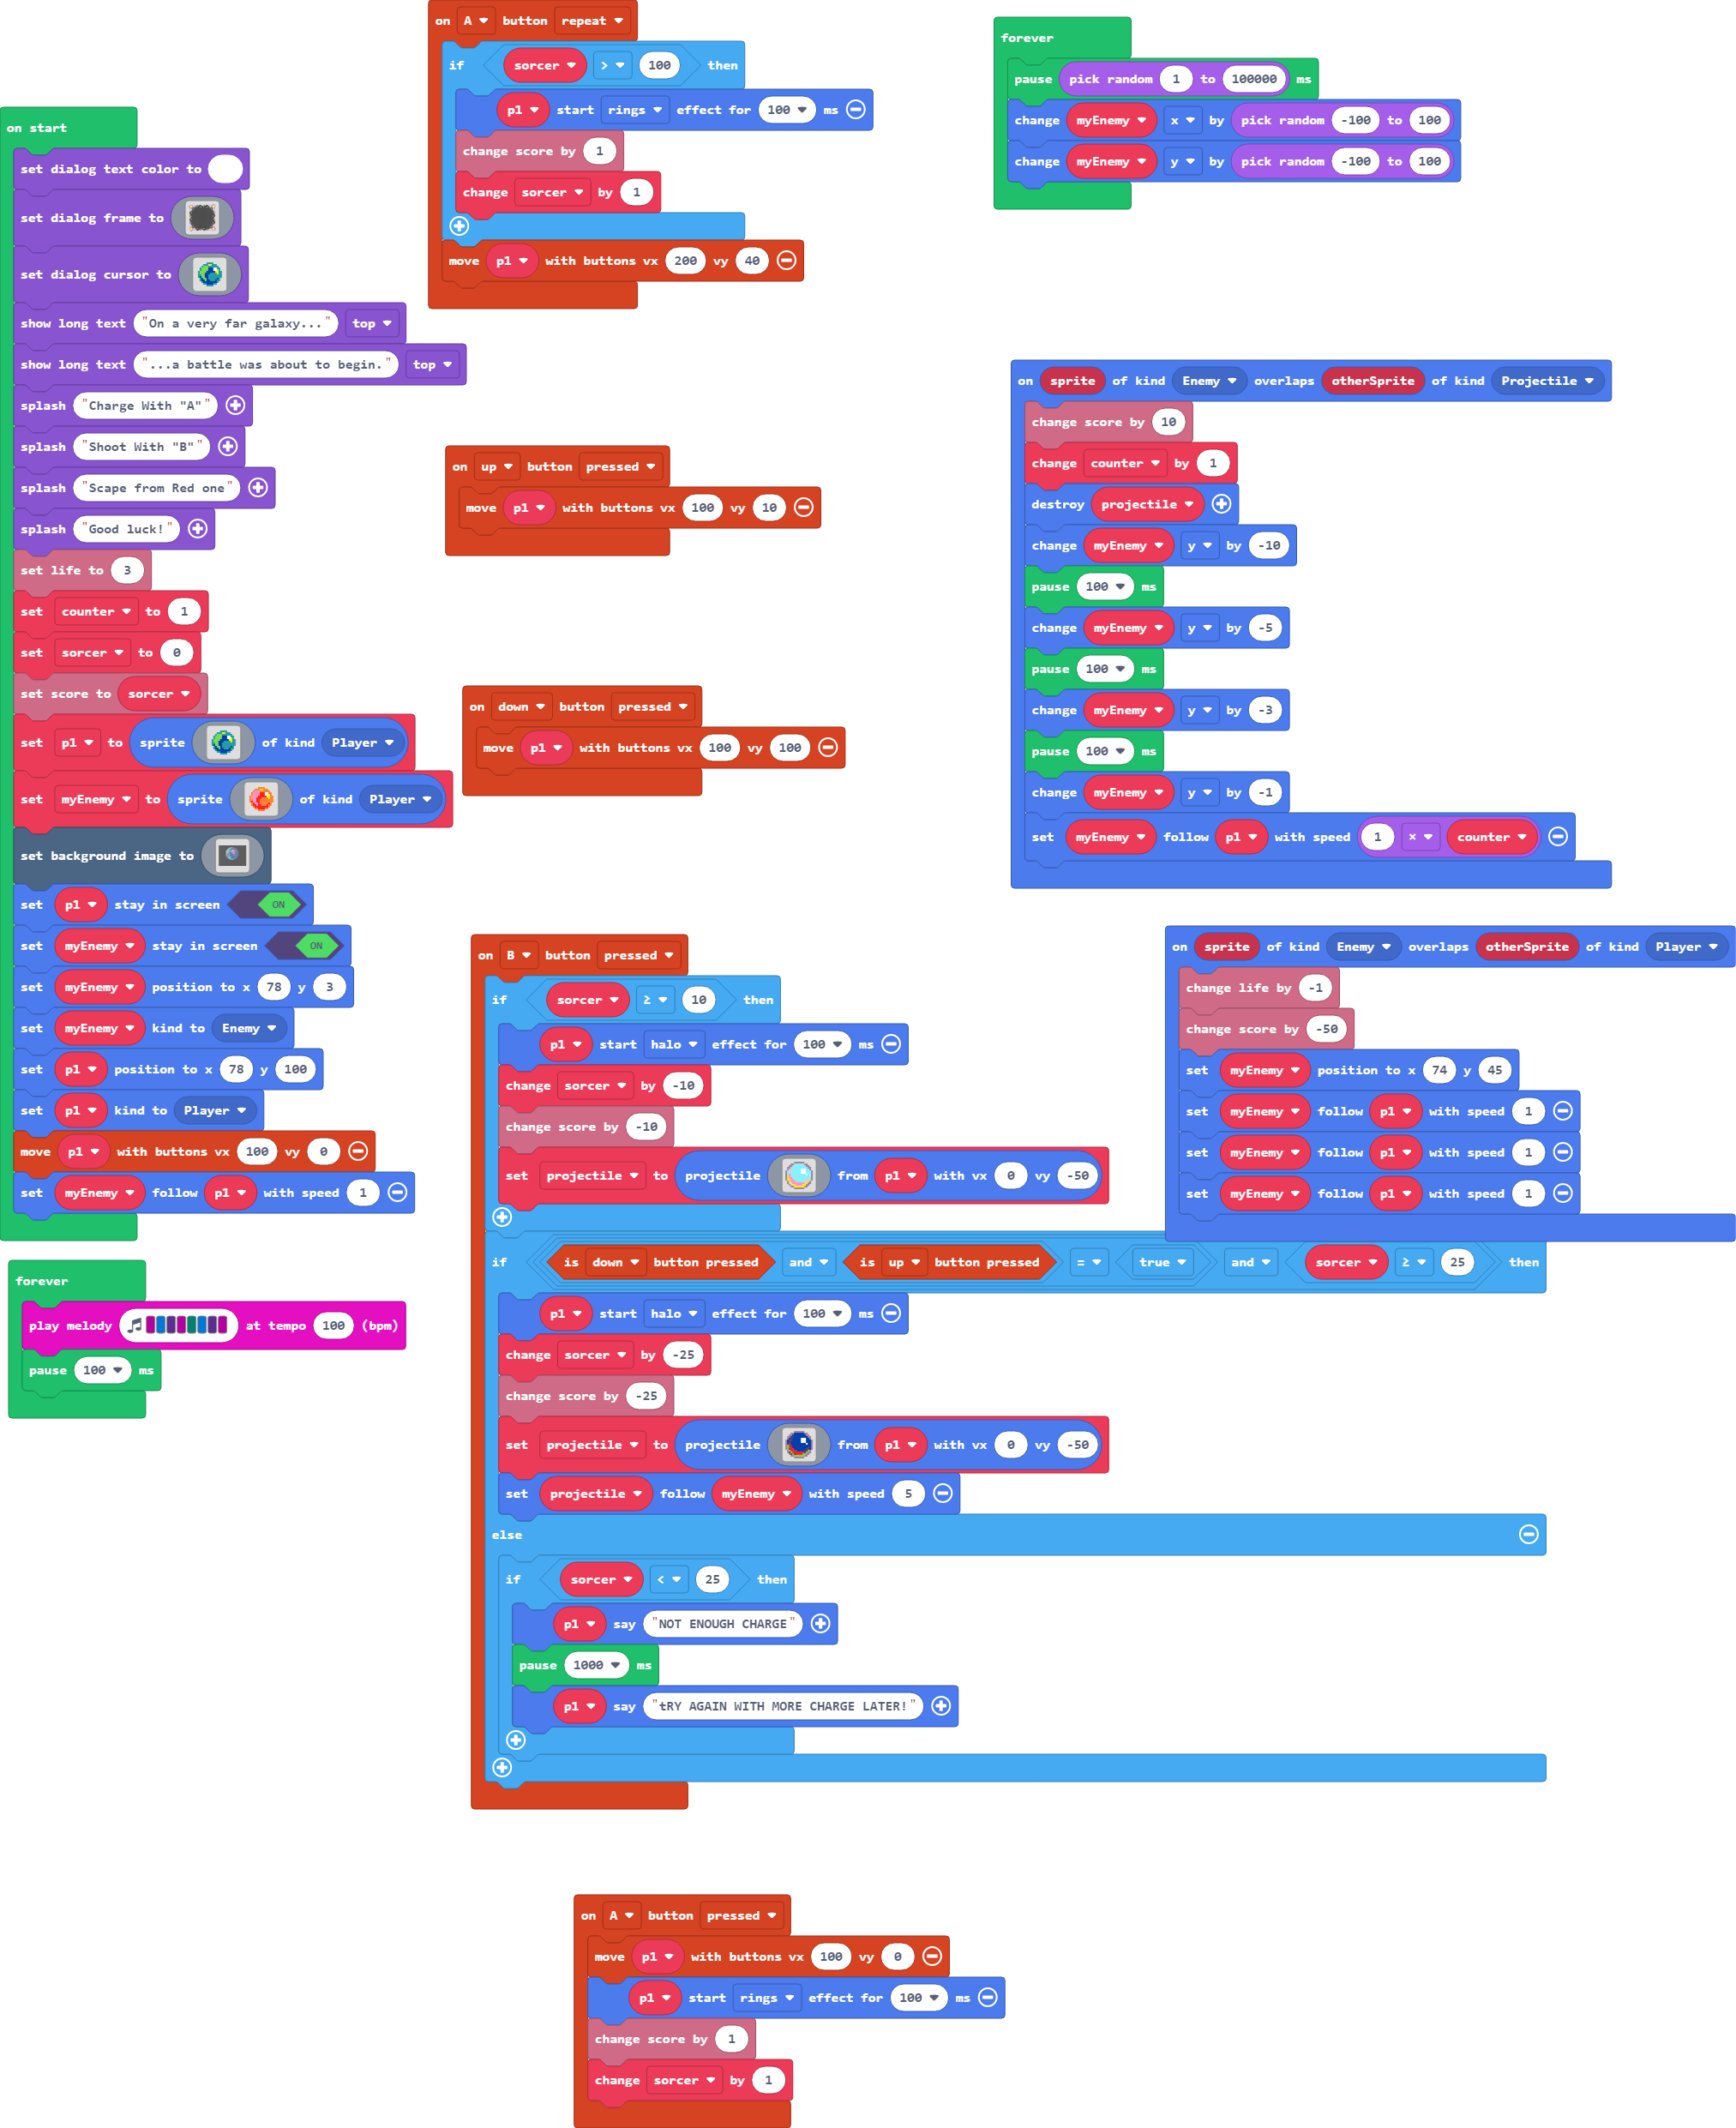 on start
set dialog text color to
set dialog frame to
set dialog cursor to
show long text "On a very far galaxy..." top
show long text "...a battle was about to begin." top
splash "Charge With "A""
splash "Shoot With "B""
splash "Scape from Red one"
splash "Good luck!"
set life to 3
set counter to 1
set sorcer to 0
set score to sorcer
set p1 to sprite of kind Player
set myEnemy to sprite of kind Player
set background image to
set p1 stay in screen ON
set myEnemy stay in screen ON
set myEnemy position to x 78 y 3
set myEnemy kind to Enemy
set p1 position to x 78 y 100
set p1 kind to Player
move p1 with buttons vx 100 vy 0
set myEnemy follow p1 with speed 1
forever
play melody at tempo 100 (bpm)
pause 100 ms
on A button repeat
if sorcer > 100 then
p1 start rings effect for 100 ms
change score by 1
change sorcer by 1
move p1 with buttons vx 200 vy 40
on up button pressed
move p1 with buttons vx 100 vy 10
on down button pressed
move p1 with buttons vx 100 vy 100
on B button pressed
if sorcer ≥ 10 then
p1 start halo effect for 100 ms
change sorcer by -10
change score by -10
set projectile to projectile from p1 with vx 0 vy -50
if is down button pressed and is up button pressed = true and sorcer ≥ 25 then
p1 start halo effect for 100 ms
change sorcer by -25
change score by -25
set projectile to projectile from p1 with vx 0 vy -50
set projectile follow myEnemy with speed 5
else
if sorcer < 25 then
p1 say "NOT ENOUGH CHARGE"
pause 1000 ms
p1 say "tRY AGAIN WITH MORE CHARGE LATER!"
on A button pressed
move p1 with buttons vx 100 vy 0
p1 start rings effect for 100 ms
change score by 1
change sorcer by 1
forever
pause pick random 1 to 100000 ms
change myEnemy x by pick random -100 to 100
change myEnemy y by pick random -100 to 100
on sprite of kind Enemy overlaps otherSprite of kind Projectile
change score by 10
change counter by 1
destroy projectile
change myEnemy y by -10
pause 100 ms
change myEnemy y by -5
pause 100 ms
change myEnemy y by -3
pause 100 ms
change myEnemy y by -1
set myEnemy follow p1 with speed 1 × counter
on sprite of kind Enemy overlaps otherSprite of kind Player
change life by -1
change score by -50
set myEnemy position to x 74 y 45
set myEnemy follow p1 with speed 1
set myEnemy follow p1 with speed 1
set myEnemy follow p1 with speed 1